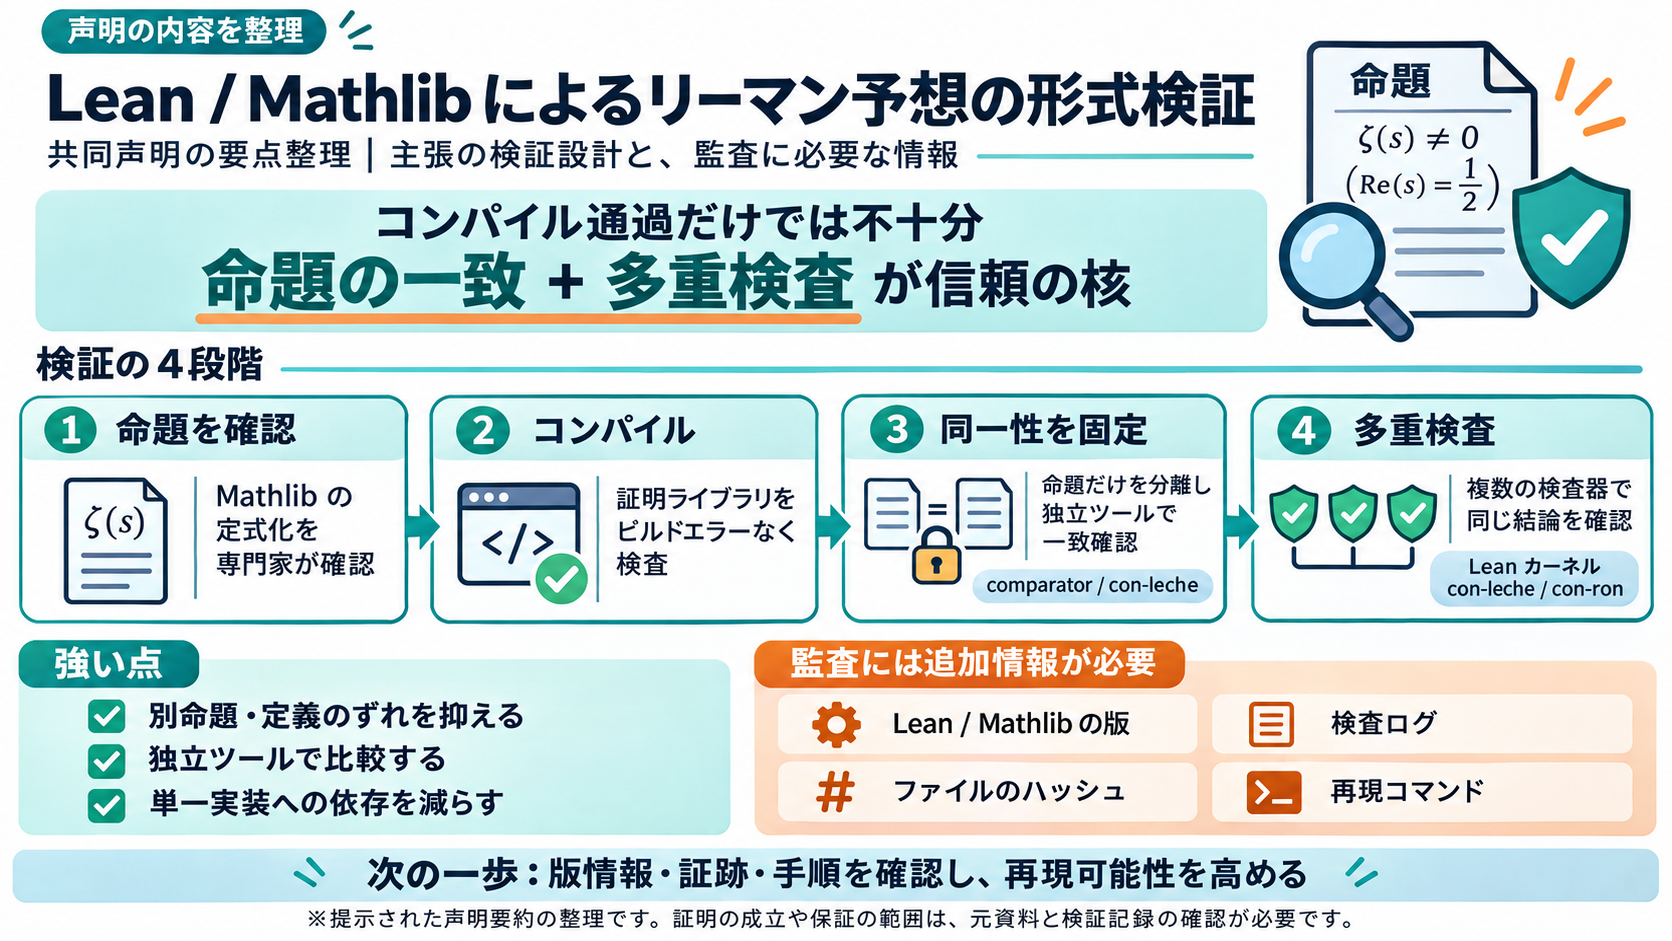 声明の内容を整理
Lean / Mathlibによるリーマン予想の形式検証
共同声明の要点整理｜主張の検証設計と、監査に必要な情報
命題
ζ(s) ≠ 0
(Re(s) = 1/2)
コンパイル通過だけでは不十分
命題の一致 + 多重検査 が信頼の核
検証の4段階
1 命題を確認
ζ(s)
Mathlib の
定式化を
専門家が確認
2 コンパイル
</>
証明ライブラリを
ビルドエラーなく
検査
3 同一性を固定
=
命題だけを分離し
独立ツールで
一致確認
comparator / con-leche
4 多重検査
複数の検査器で
同じ結論を確認
Lean カーネル
con-leche / con-ron
強い点
別命題・定義のずれを抑える
独立ツールで比較する
単一実装への依存を減らす
監査には追加情報が必要
Lean / Mathlibの版
検査ログ
# ファイルのハッシュ
>_ 再現コマンド
次の一歩：版情報・証跡・手順を確認し、再現可能性を高める
※提示された声明要約の整理です。証明の成立や保証の範囲は、元資料と検証記録の確認が必要です。